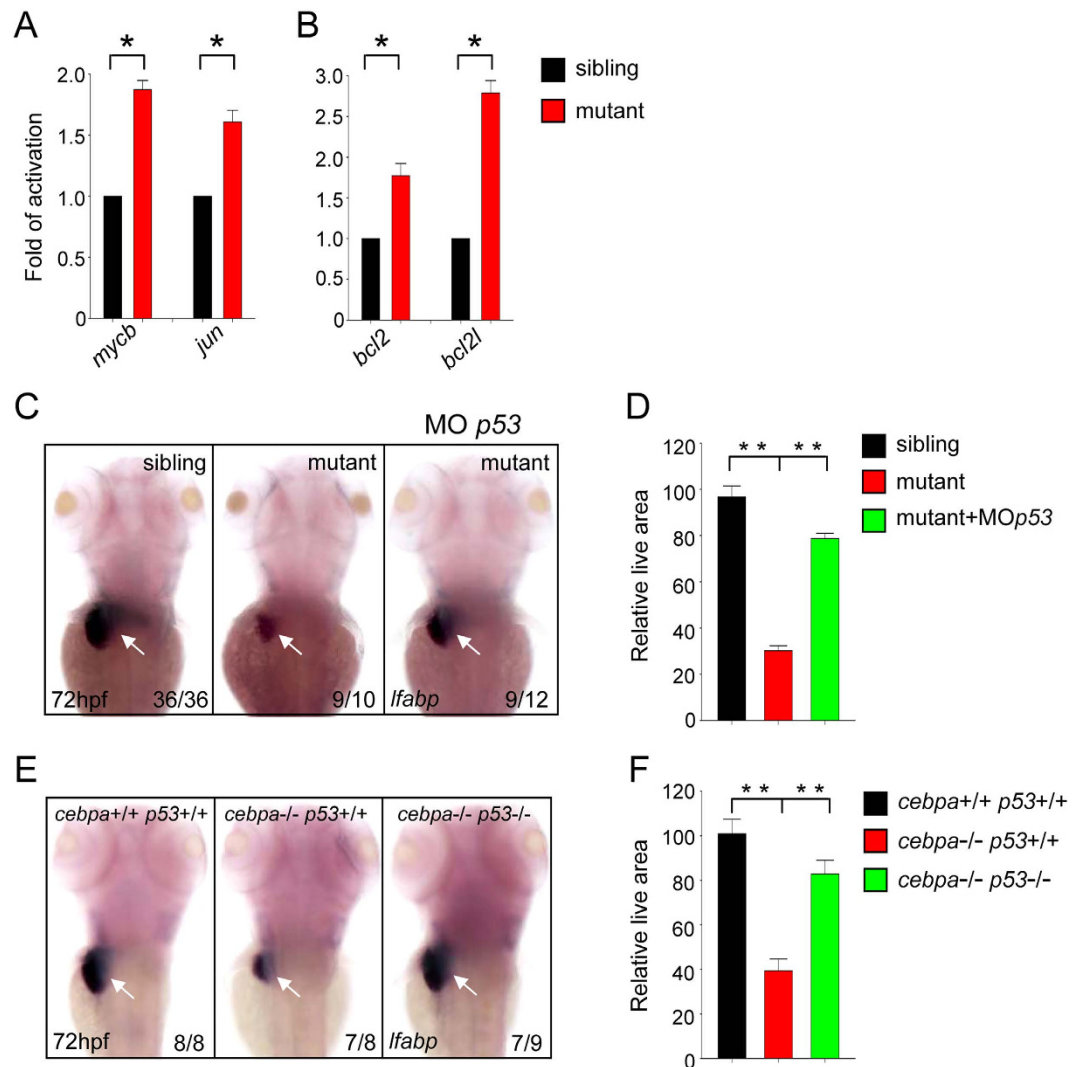 A
B
* *
* *
sibling
mutant
Fold of activation
2.0
1.5
1.0
0.5
0
mycb
jun
3.0
2.5
2.0
1.5
1.0
0.5
0
bcl2
bcl2l
C
MO p53
sibling
mutant
mutant
72hpf
36/36
9/10
lfabp
9/12
D
sibling
mutant
mutant+MOp53
Relative live area
120
100
80
60
40
20
0
** **
E
cebpa+/+ p53+/+
cebpa-/- p53+/+
cebpa-/- p53-/-
72hpf
8/8
7/8
lfabp
7/9
F
cebpa+/+ p53+/+
cebpa-/- p53+/+
cebpa-/- p53-/-
Relative live area
120
100
80
60
40
20
0
** **